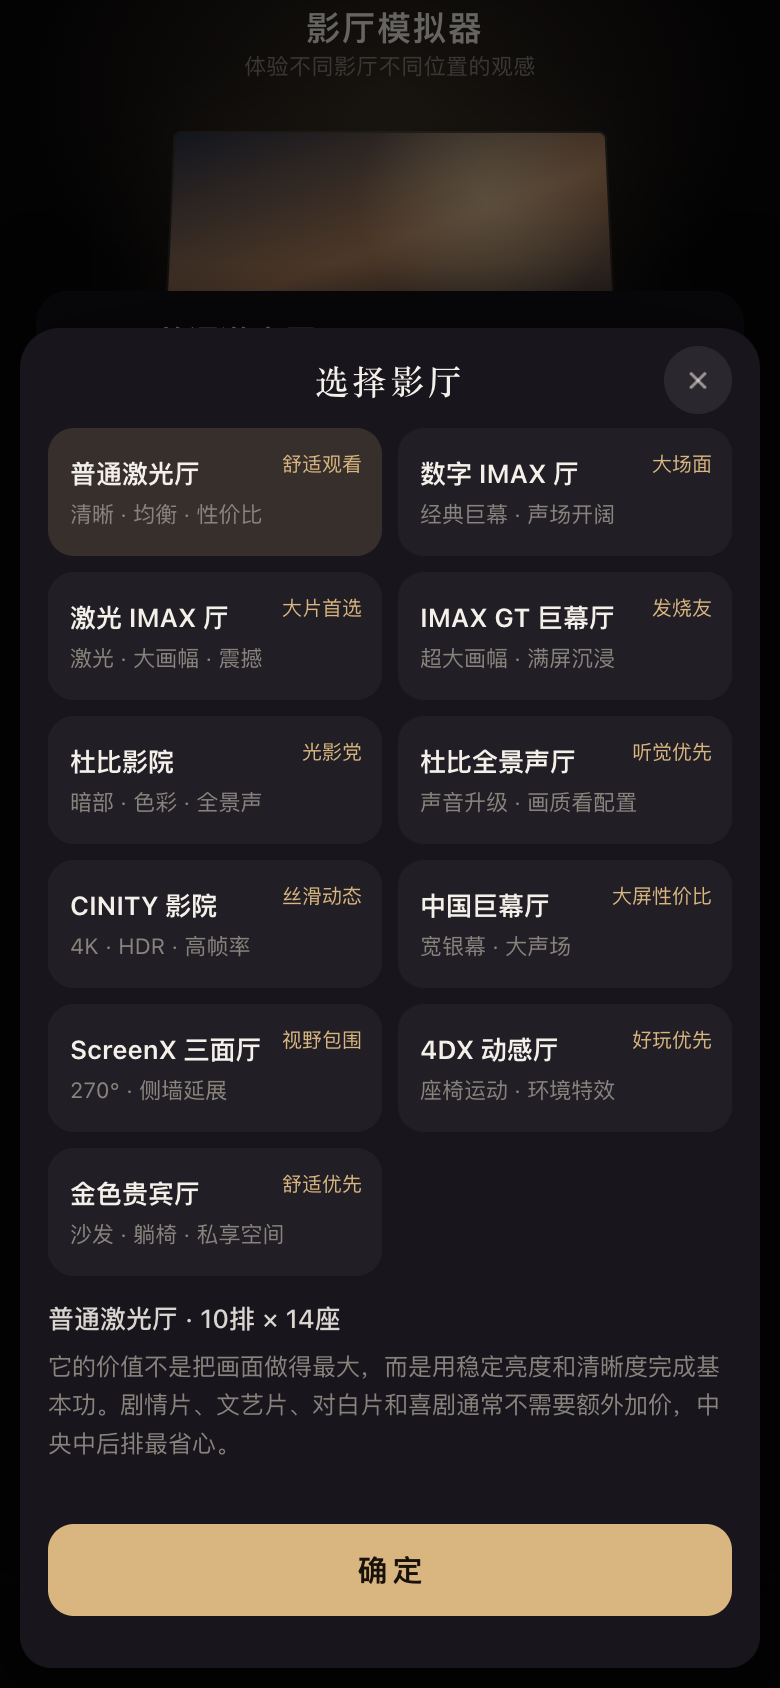 影厅模拟器
体验不同影厅不同位置的观感
选择影厅
普通激光厅
舒适观看
清晰 · 均衡 · 性价比
数字 IMAX 厅
大场面
经典巨幕 · 声场开阔
激光 IMAX 厅
大片首选
激光 · 大画幅 · 震撼
IMAX GT 巨幕厅
发烧友
超大画幅 · 满屏沉浸
杜比影院
光影党
暗部 · 色彩 · 全景声
杜比全景声厅
听觉优先
声音升级 · 画质看配置
CINITY 影院
丝滑动态
4K · HDR · 高帧率
中国巨幕厅
大屏性价比
宽银幕 · 大声场
ScreenX 三面厅
视野包围
270° · 侧墙延展
4DX 动感厅
好玩优先
座椅运动 · 环境特效
金色贵宾厅
舒适优先
沙发 · 躺椅 · 私享空间
普通激光厅 · 10排 × 14座
它的价值不是把画面做得最大，而是用稳定亮度和清晰度完成基
本功。剧情片、文艺片、对白片和喜剧通常不需要额外加价，中
央中后排最省心。
确定